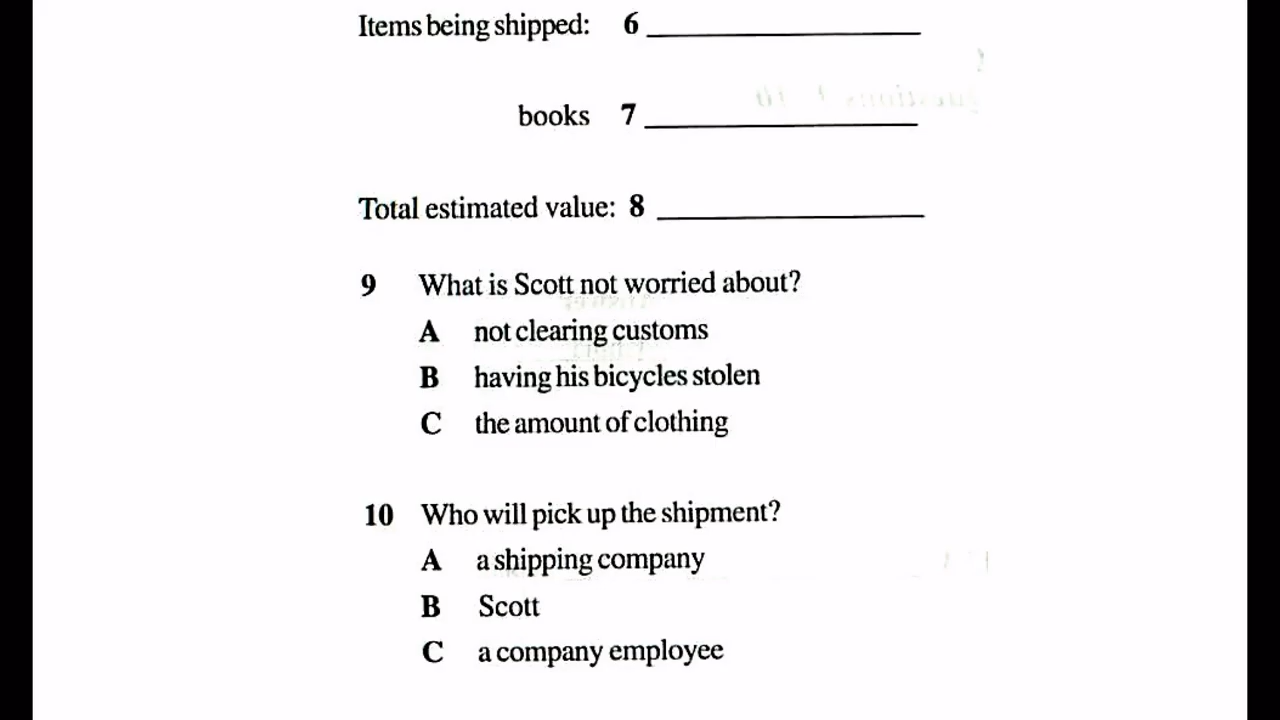 Items being shipped: 6 ____________________
books 7 ____________________
Total estimated value: 8 ____________________
9 What is Scott not worried about?
A not clearing customs
B having his bicycles stolen
C the amount of clothing
10 Who will pick up the shipment?
A a shipping company
B Scott
C a company employee